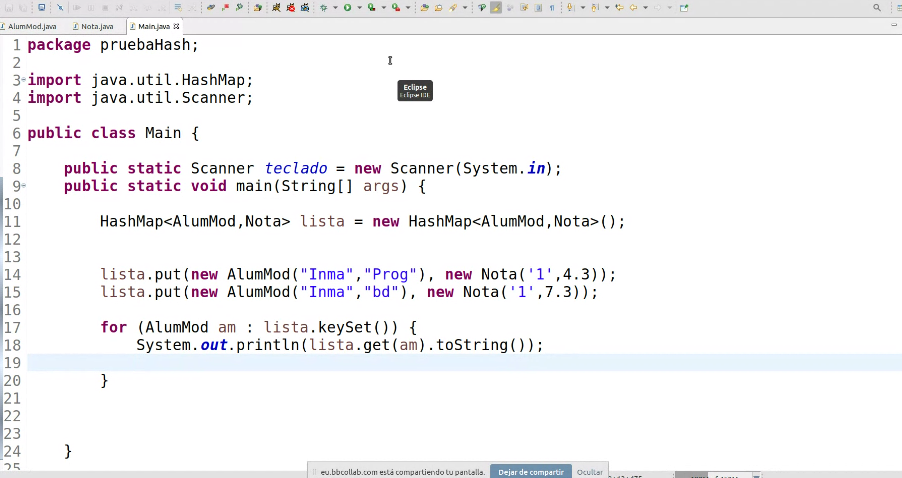 AlumMod.java Nota.java Main.java
1 package pruebaHash;
2
3 import java.util.HashMap;
4 import java.util.Scanner;
5
6 public class Main {
7
8 public static Scanner teclado = new Scanner(System.in);
9 public static void main(String[] args) {
10
11 HashMap<AlumMod,Nota> lista = new HashMap<AlumMod,Nota>();
12
13
14 lista.put(new AlumMod("Inma","Prog"), new Nota('1',4.3));
15 lista.put(new AlumMod("Inma","bd"), new Nota('1',7.3));
16
17 for (AlumMod am : lista.keySet()) {
18 System.out.println(lista.get(am).toString());
19
20 }
21
22
23
24 }
25
Eclipse
Eclipse IDE
eu.bbcollab.com está compartiendo tu pantalla. Dejar de compartir Ocultar